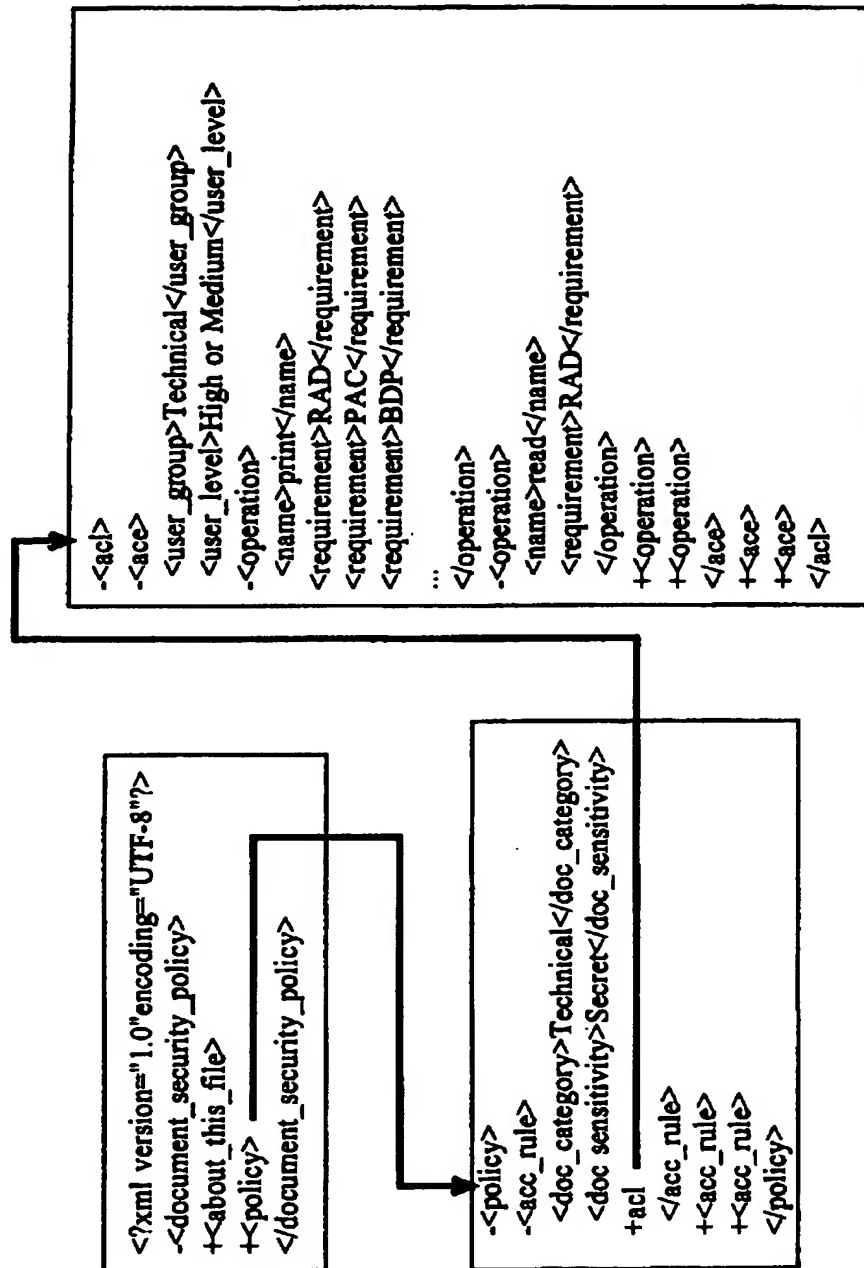 <?xml version="1.0"encoding="UTF-8"?>
-<document_security_policy>
+<about_this_file>
+<policy>
</document_security_policy>
-<policy>
-<acc_rule>
<doc_category>Technical</doc_category>
<doc sensitivity>Secret</doc_sensitivity>
+acl
</acc_rule>
+<acc_rule>
+<acc_rule>
</policy>
-<acl>
-<ace>
<user_group>Technical</user_group>
<user_level>High or Medium</user_level>
-<operation>
<name>print</name>
<requirement>RAD</requirement>
<requirement>PAC</requirement>
<requirement>BDP</requirement>
...
</operation>
-<operation>
<name>read</name>
<requirement>RAD</requirement>
</operation>
+<operation>
+<operation>
</ace>
+<ace>
+<ace>
</acl>